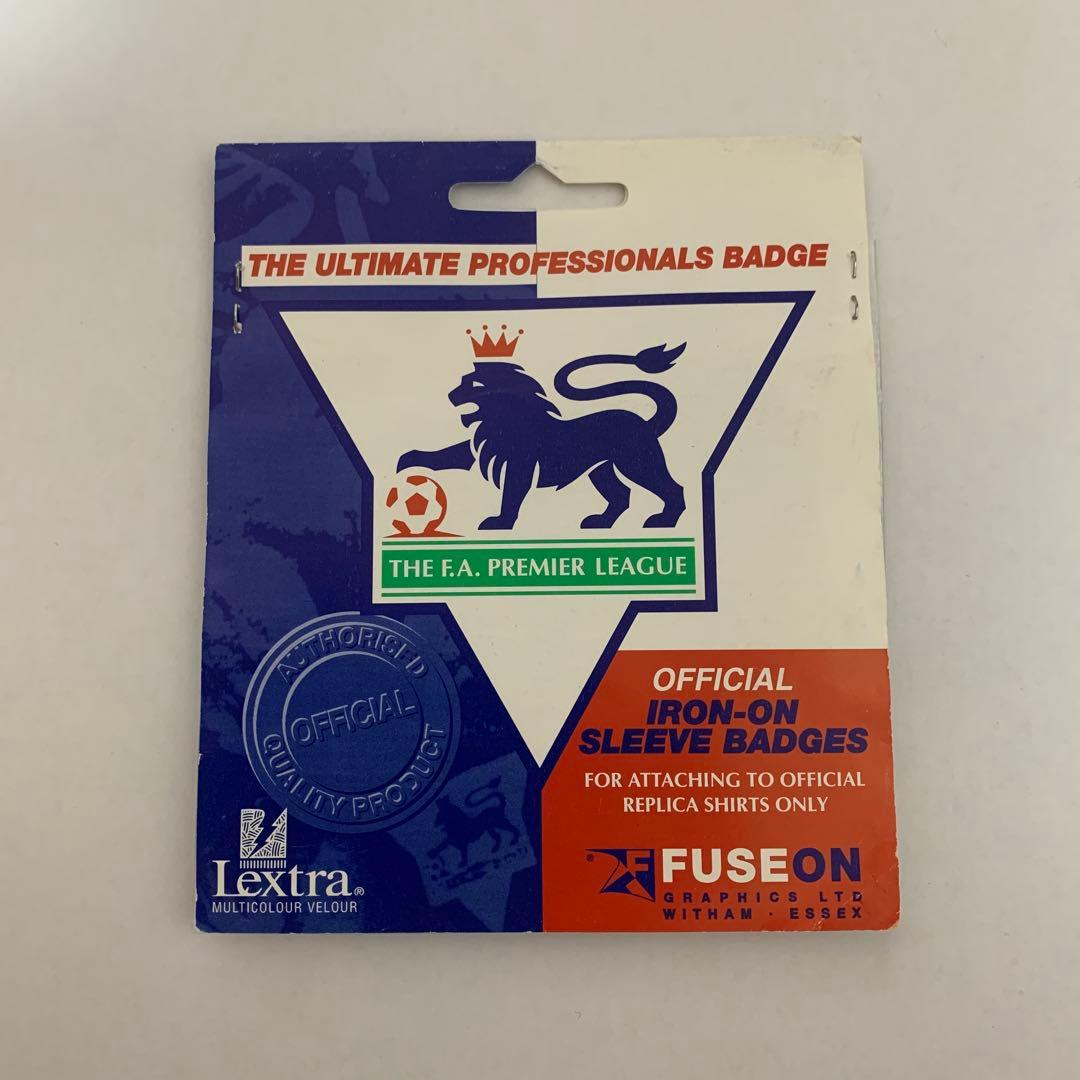 THE ULTIMATE PROFESSIONALS BADGE
THE F.A. PREMIER LEAGUE
AUTHORISED
OFFICIAL
QUALITY PRODUCT
OFFICIAL
IRON-ON
SLEEVE BADGES
FOR ATTACHING TO OFFICIAL
REPLICA SHIRTS ONLY
Lextra®
MULTICOLOUR VELOUR
® FUSEON
GRAPHICS LTD
WITHAM · ESSEX